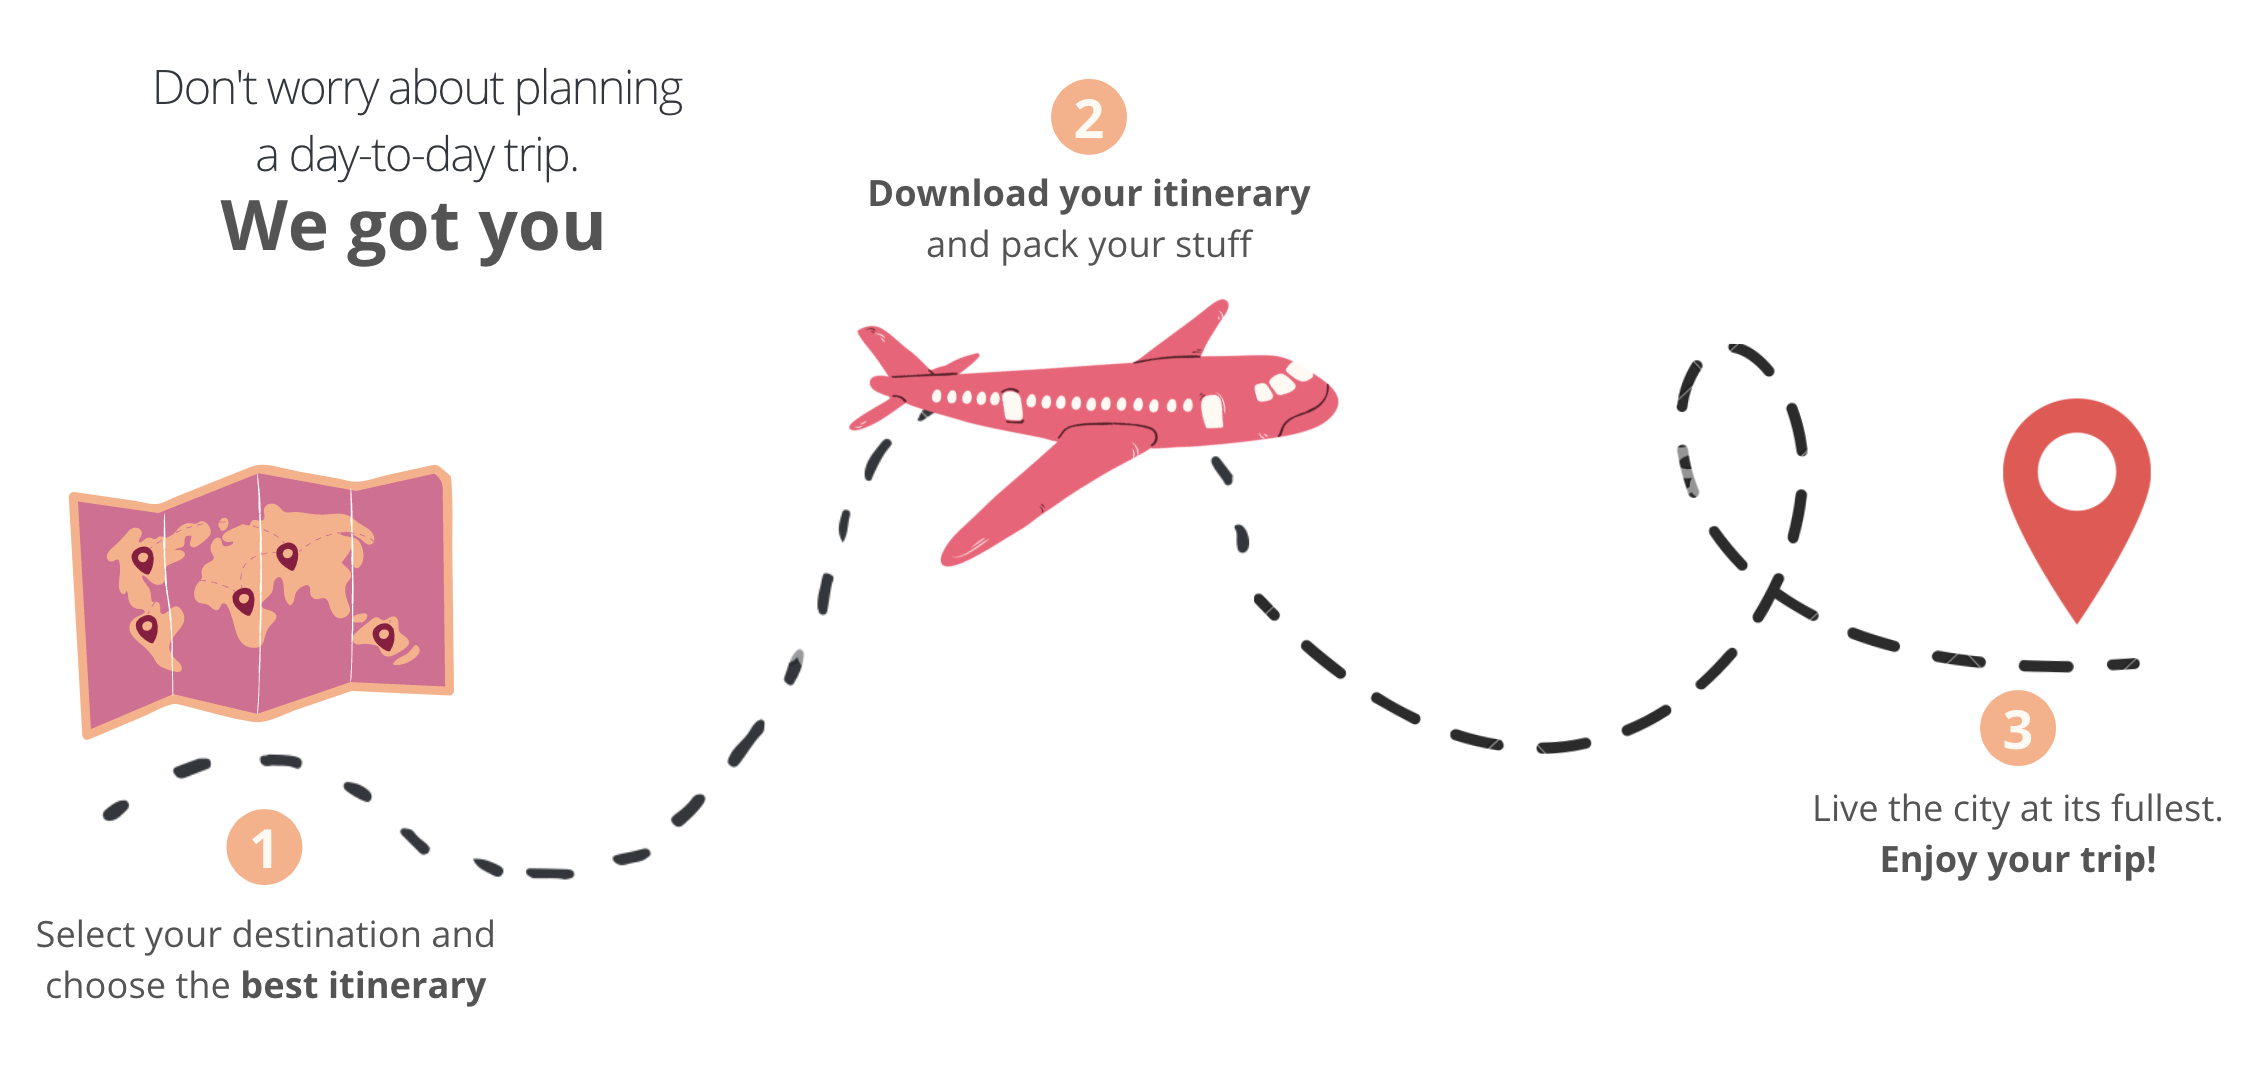 Don't worry about planning
a day-to-day trip.
We got you
2
Download your itinerary
and pack your stuff
1
Select your destination and
choose the best itinerary
3
Live the city at its fullest.
Enjoy your trip!